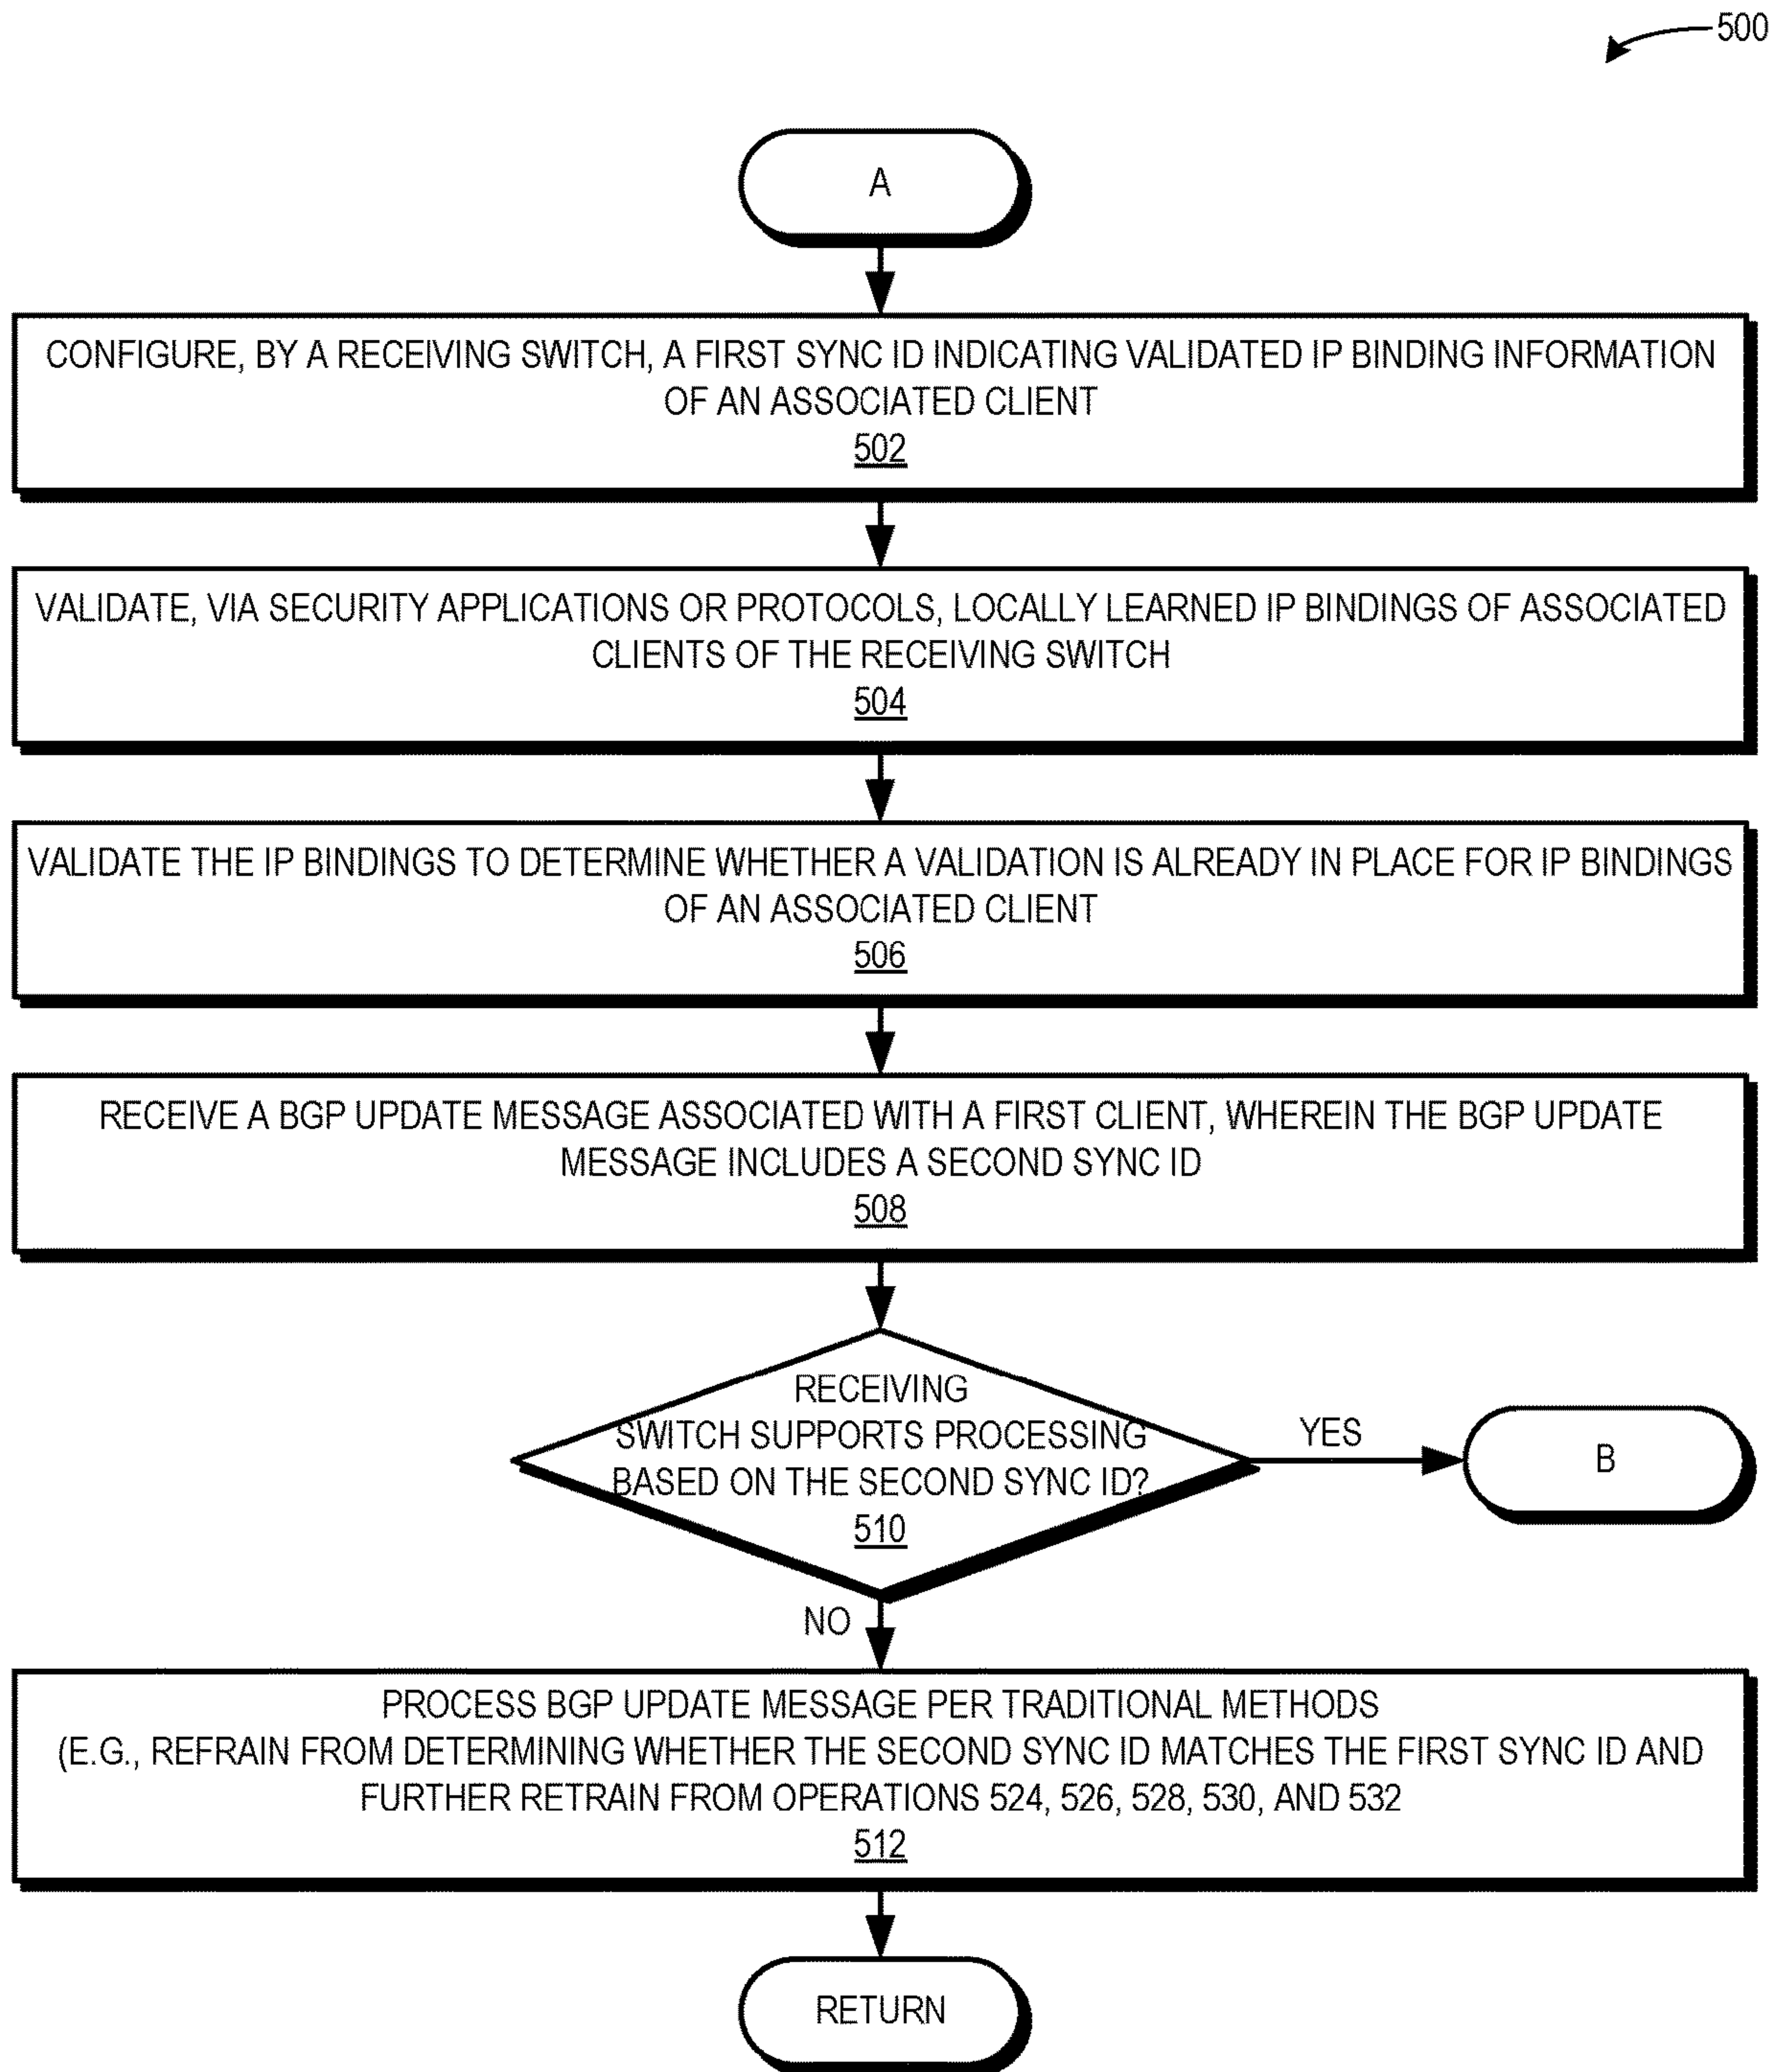 500
A
CONFIGURE, BY A RECEIVING SWITCH, A FIRST SYNC ID INDICATING VALIDATED IP BINDING INFORMATION
OF AN ASSOCIATED CLIENT
502
VALIDATE, VIA SECURITY APPLICATIONS OR PROTOCOLS, LOCALLY LEARNED IP BINDINGS OF ASSOCIATED
CLIENTS OF THE RECEIVING SWITCH
504
VALIDATE THE IP BINDINGS TO DETERMINE WHETHER A VALIDATION IS ALREADY IN PLACE FOR IP BINDINGS
OF AN ASSOCIATED CLIENT
506
RECEIVE A BGP UPDATE MESSAGE ASSOCIATED WITH A FIRST CLIENT, WHEREIN THE BGP UPDATE
MESSAGE INCLUDES A SECOND SYNC ID
508
RECEIVING
SWITCH SUPPORTS PROCESSING
BASED ON THE SECOND SYNC ID?
510
YES
B
NO
PROCESS BGP UPDATE MESSAGE PER TRADITIONAL METHODS
(E.G., REFRAIN FROM DETERMINING WHETHER THE SECOND SYNC ID MATCHES THE FIRST SYNC ID AND
FURTHER RETRAIN FROM OPERATIONS 524, 526, 528, 530, AND 532
512
RETURN